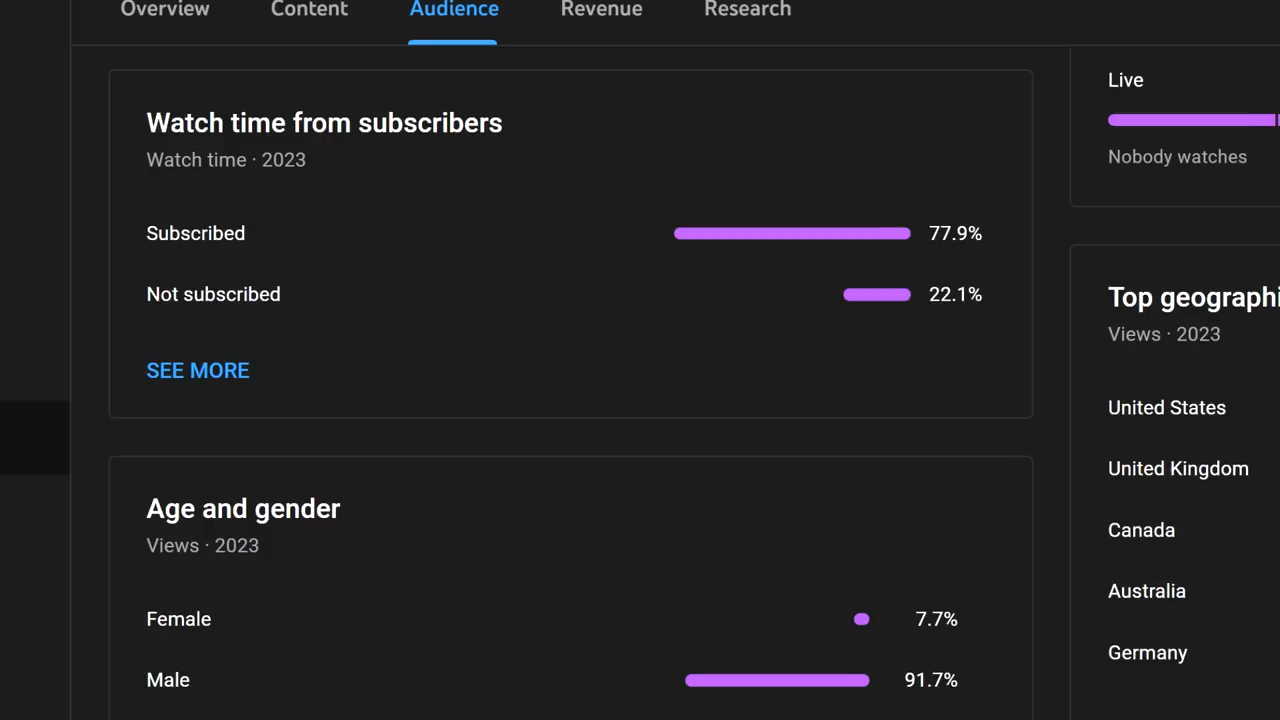 Overview Content Audience Revenue Research
Watch time from subscribers
Watch time · 2023
Subscribed 77.9%
Not subscribed 22.1%
SEE MORE
Age and gender
Views · 2023
Female 7.7%
Male 91.7%
Live
Nobody watches
Top geographi
Views · 2023
United States
United Kingdom
Canada
Australia
Germany